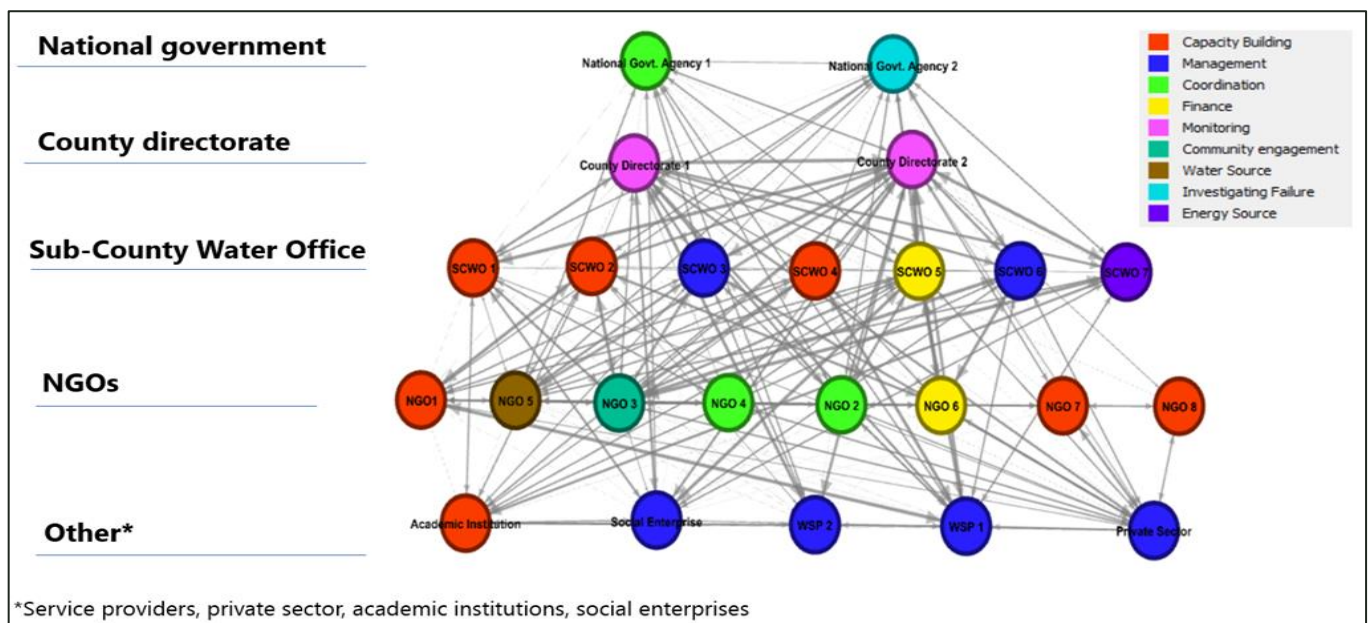 National government
National Govt. Agency 1
National Govt. Agency 2
Capacity Building
Management
Coordination
Finance
Monitoring
Community engagement
Water Source
Investigating Failure
Energy Source
County directorate
County Directorate 1
County Directorate 2
Sub-County Water Office
SCWO 1
SCWO 2
SCWO 3
SCWO 4
SCWO 5
SCWO 6
SCWO 7
NGOs
NGO1
NGO 5
NGO 3
NGO 4
NGO 2
NGO 6
NGO 7
NGO 8
Other*
Academic Institution
Social Enterprise
WSP 2
WSP 1
Private Sector
*Service providers, private sector, academic institutions, social enterprises